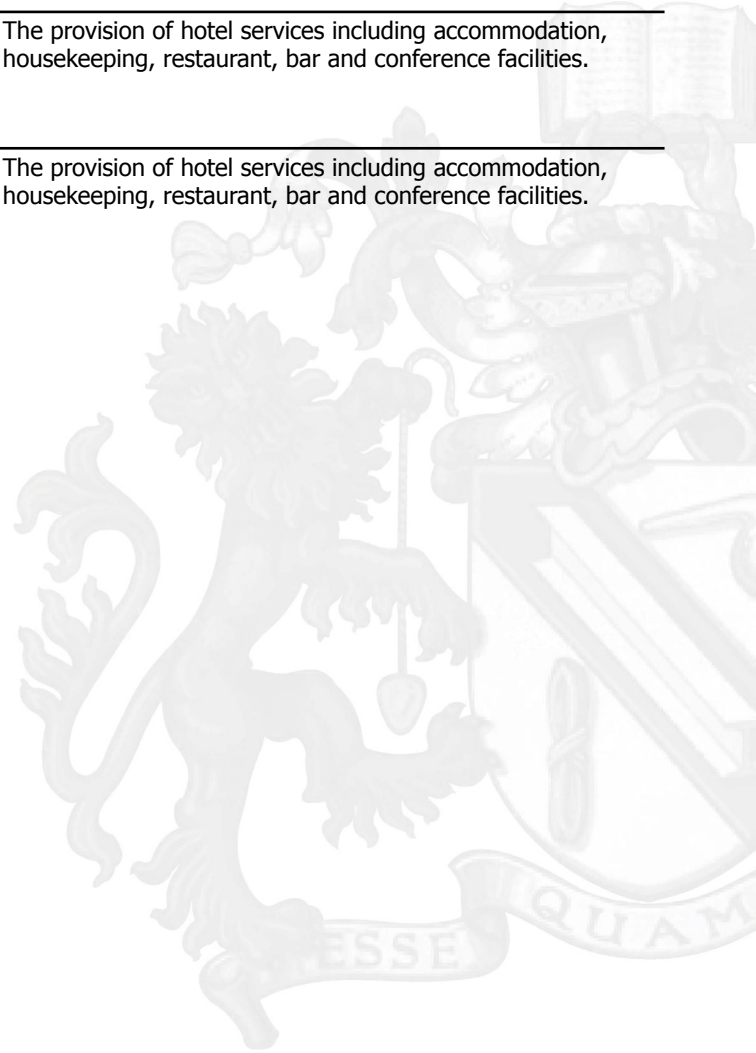 The provision of hotel services including accommodation,
housekeeping, restaurant, bar and conference facilities.
The provision of hotel services including accommodation,
housekeeping, restaurant, bar and conference facilities.
ESSE QUAM